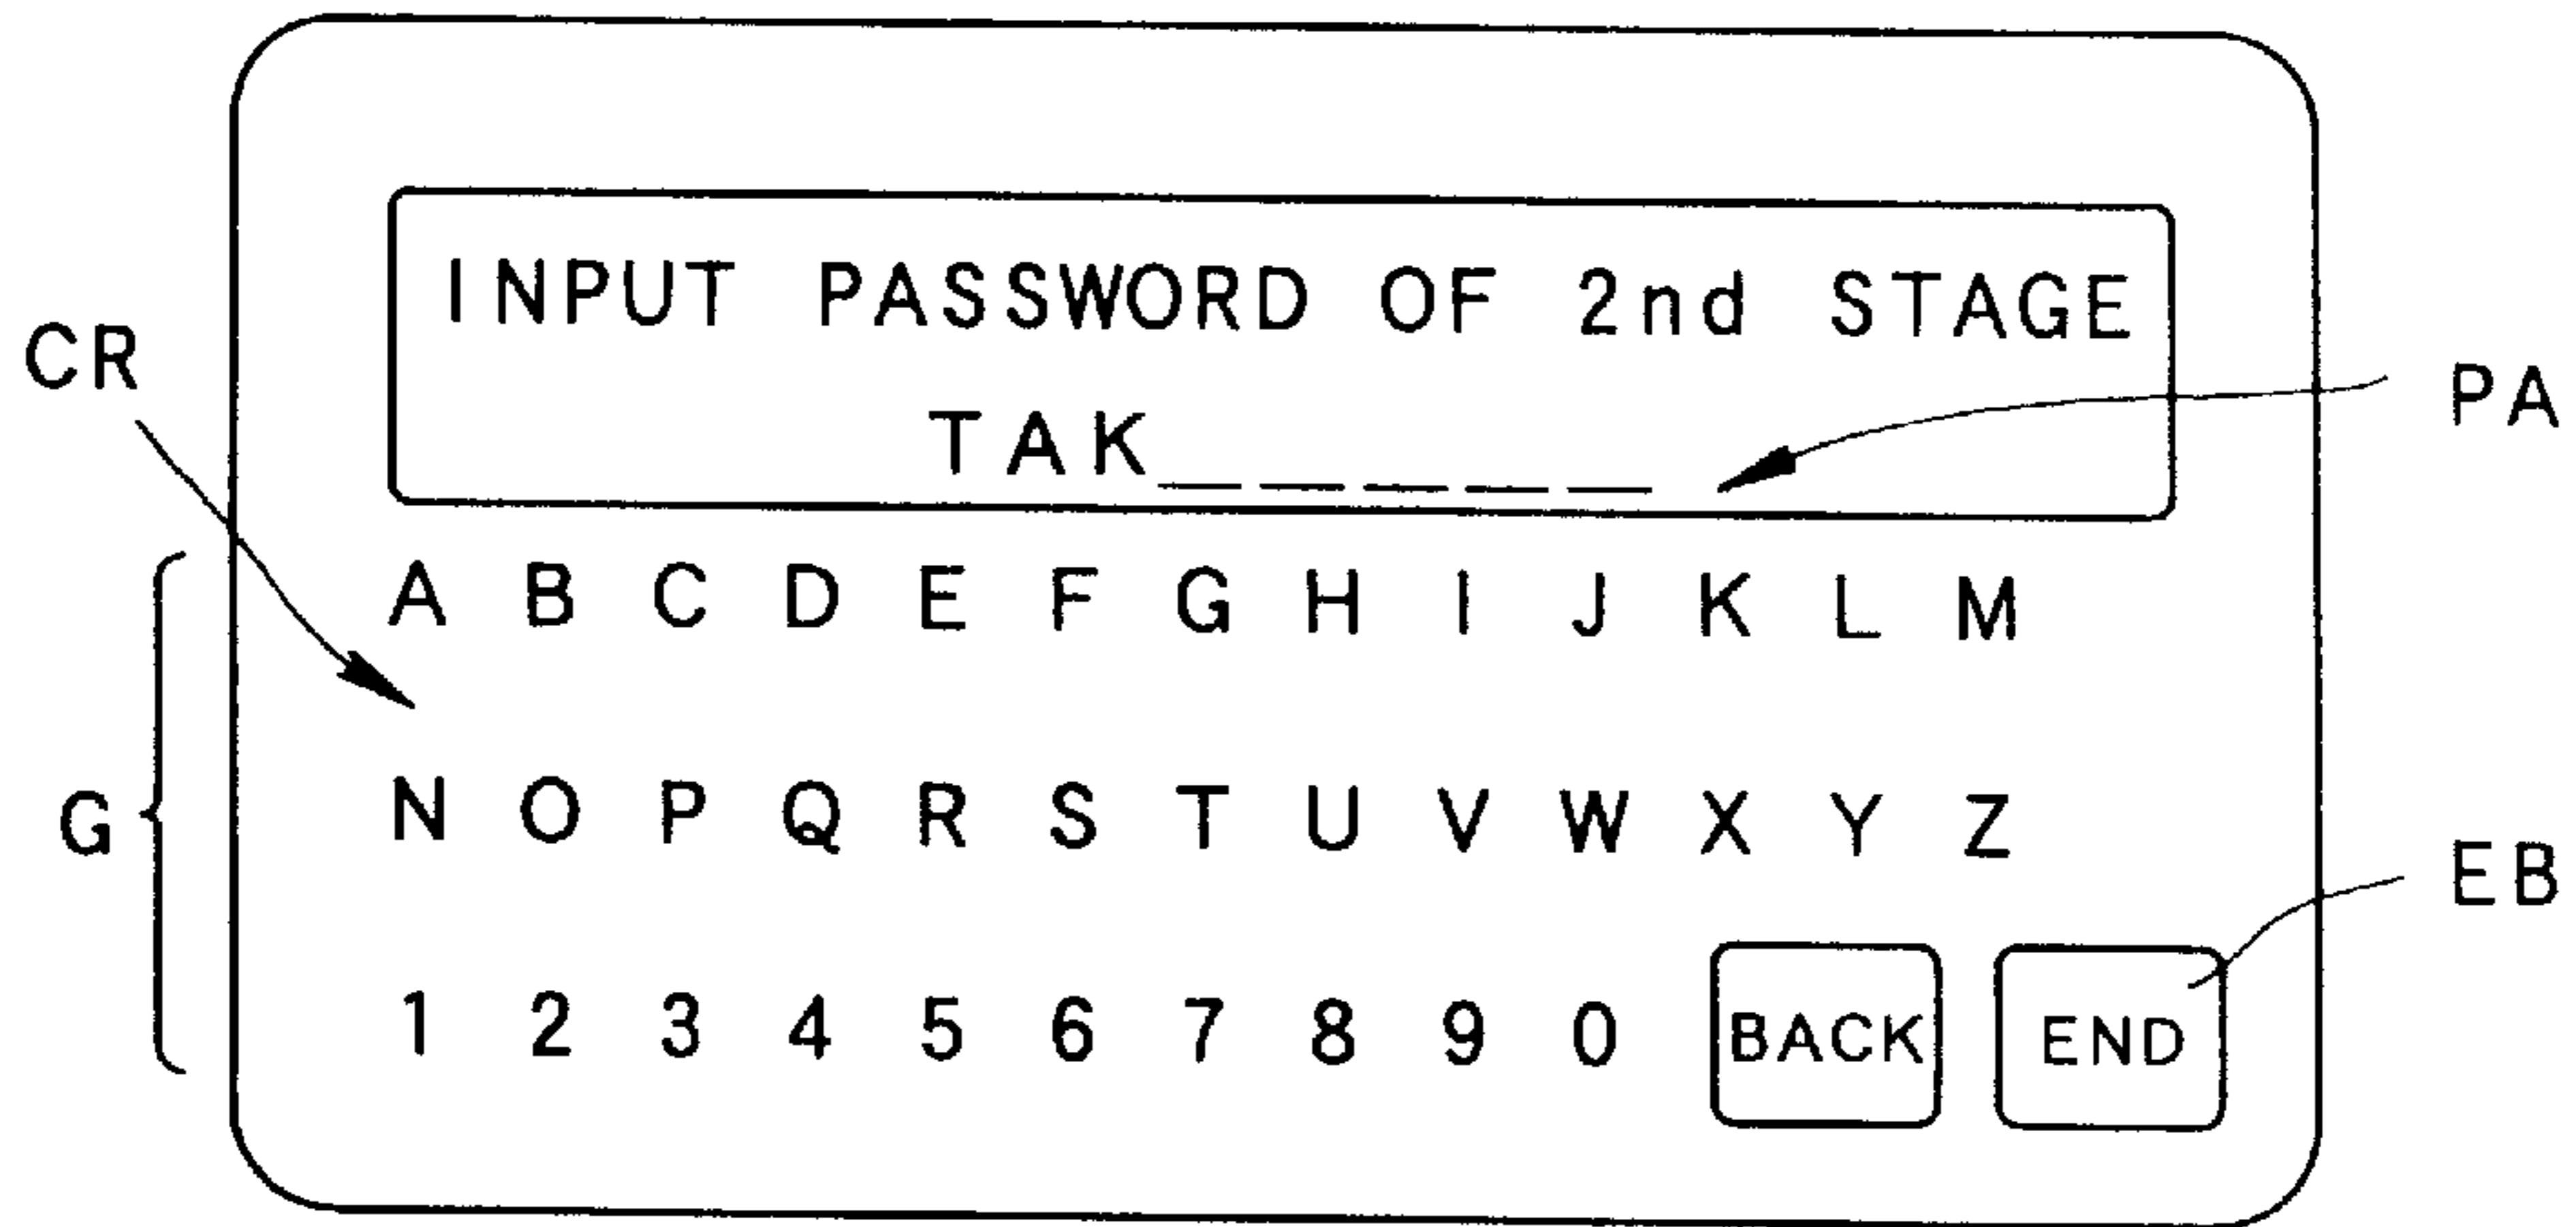 INPUT PASSWORD OF 2nd STAGE
CR
PA
TAK_ _ _ _ _
A B C D E F G H I J K L M
G
N O P Q R S T U V W X Y Z
EB
1 2 3 4 5 6 7 8 9 0 BACK END